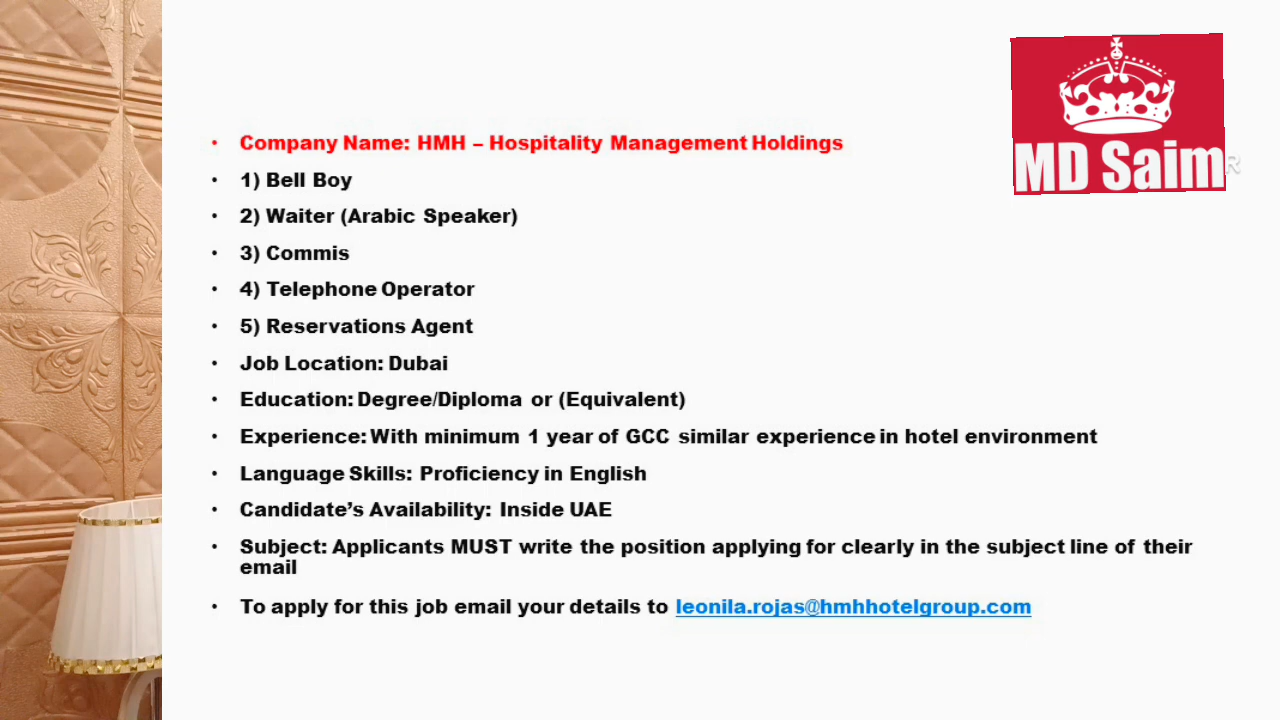 MD Saim
R
• Company Name: HMH – Hospitality Management Holdings
• 1) Bell Boy
• 2) Waiter (Arabic Speaker)
• 3) Commis
• 4) Telephone Operator
• 5) Reservations Agent
• Job Location: Dubai
• Education: Degree/Diploma or (Equivalent)
• Experience: With minimum 1 year of GCC similar experience in hotel environment
• Language Skills: Proficiency in English
• Candidate’s Availability: Inside UAE
• Subject: Applicants MUST write the position applying for clearly in the subject line of their
email
• To apply for this job email your details to leonila.rojas@hmhhotelgroup.com